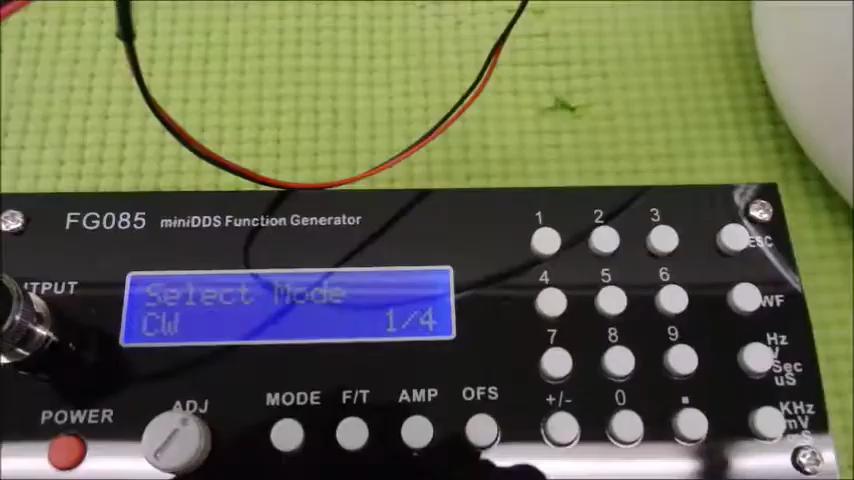 FG085 miniDDS Function Generator
1 2 3
ESC
4 5 6
UTPUT
Select Mode
CW 1/4
WF
7 8 9
Hz
V
Sec
uS
POWER ADJ MODE F/T AMP OFS
+/- 0 .
KHz
mV
mS